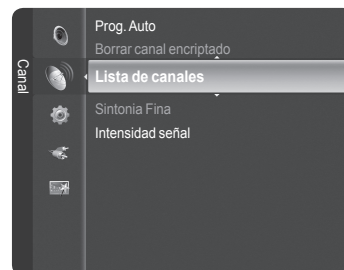 Canal
Prog. Auto
Borrar canal encriptado
Lista de canales
Sintonia Fina
Intensidad señal